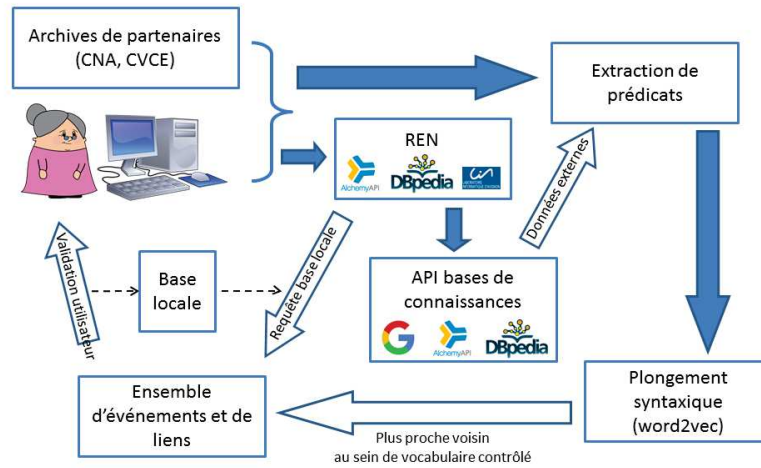 Archives de partenaires
(CNA, CVCE)
Extraction de
prédicats
REN
AlchemyAPI
DBpedia
Données externes
API bases de
connaissances
G
AlchemyAPI
DBpedia
Requête base locale
Base
locale
Validation utilisateur
Ensemble
d'événements et de
liens
Plus proche voisin
au sein de vocabulaire contrôlé
Plongement
syntaxique
(word2vec)